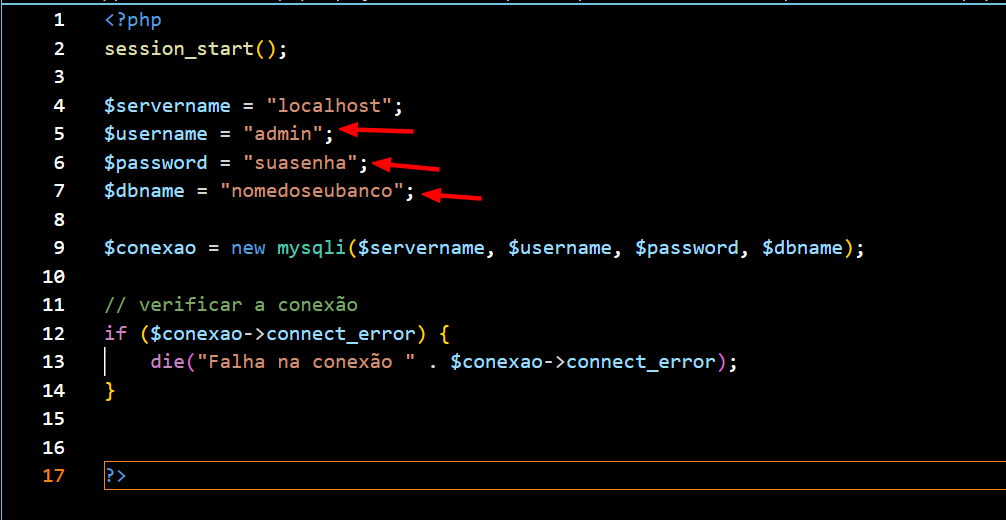 1 <?php
2 session_start();
3
4 $servername = "localhost";
5 $username = "admin";
6 $password = "suasenha";
7 $dbname = "nomedoseubanco";
8
9 $conexao = new mysqli($servername, $username, $password, $dbname);
10
11 // verificar a conexão
12 if ($conexao->connect_error) {
13 die("Falha na conexão " . $conexao->connect_error);
14 }
15
16
17 ?>